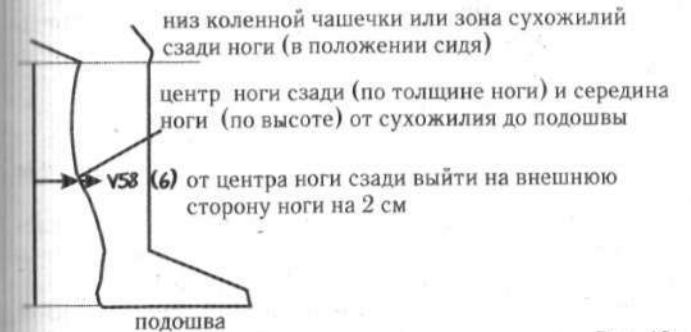 низ коленной чашечки или зона сухожилий
сзади ноги (в положении сидя)
центр ноги сзади (по толщине ноги) и середина
ноги (по высоте) от сухожилия до подошвы
V58 (6) от центра ноги сзади выйти на внешнюю
сторону ноги на 2 см
подошва